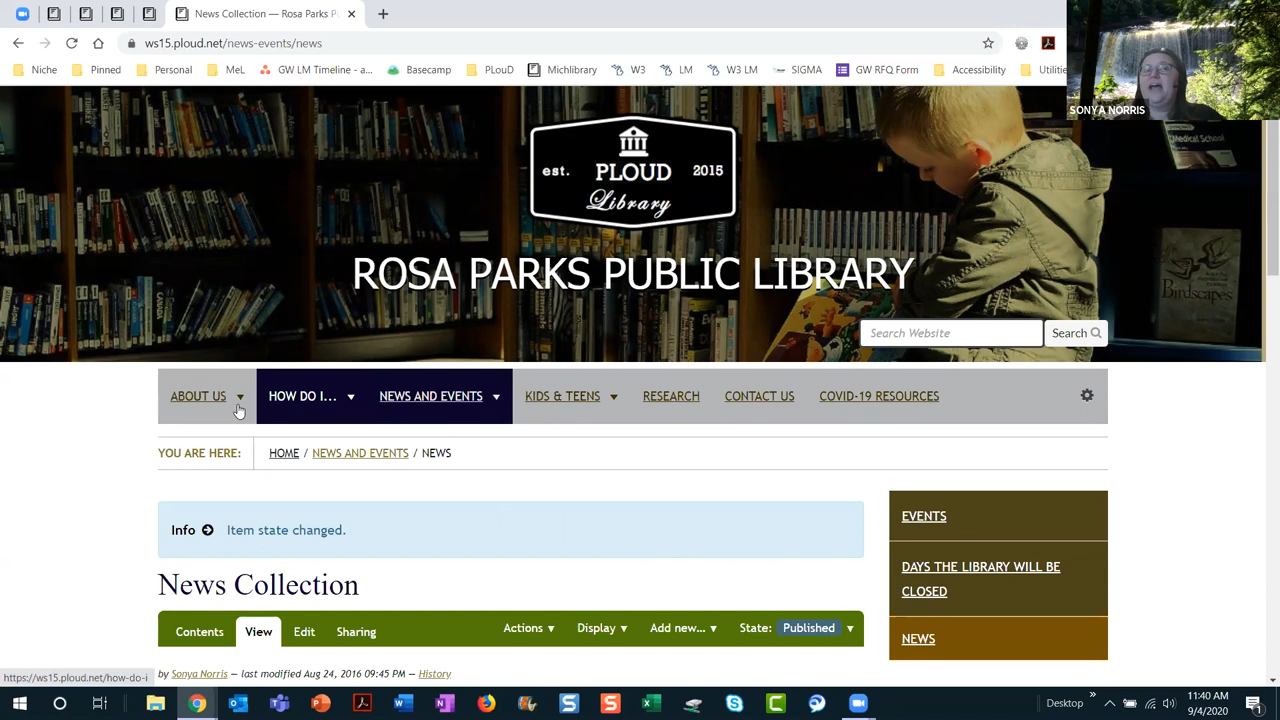 News Collection — Rosa Parks P
ws15.ploud.net/news-events/news
Niche Pinned Personal MeL GW LM Timeline - a... Basecamp PLouD Michlibrary W3 LM W3 LM SIGMA GW RFQ Form Accessibility Utilitie
SONYA NORRIS
Medical School
est. PLOUD 2015
Library
CANADA
Birdscapes
ROSA PARKS PUBLIC LIBRARY
Search Website Search
ABOUT US HOW DO I... NEWS AND EVENTS KIDS & TEENS RESEARCH CONTACT US COVID-19 RESOURCES
YOU ARE HERE: HOME / NEWS AND EVENTS / NEWS
Info Item state changed.
EVENTS
DAYS THE LIBRARY WILL BE
CLOSED
NEWS
News Collection
Contents View Edit Sharing Actions ▾ Display ▾ Add new... ▾ State: Published ▾
by Sonya Norris — last modified Aug 24, 2016 09:45 PM — History
https://ws15.ploud.net/how-do-i
Desktop
11:40 AM
9/4/2020